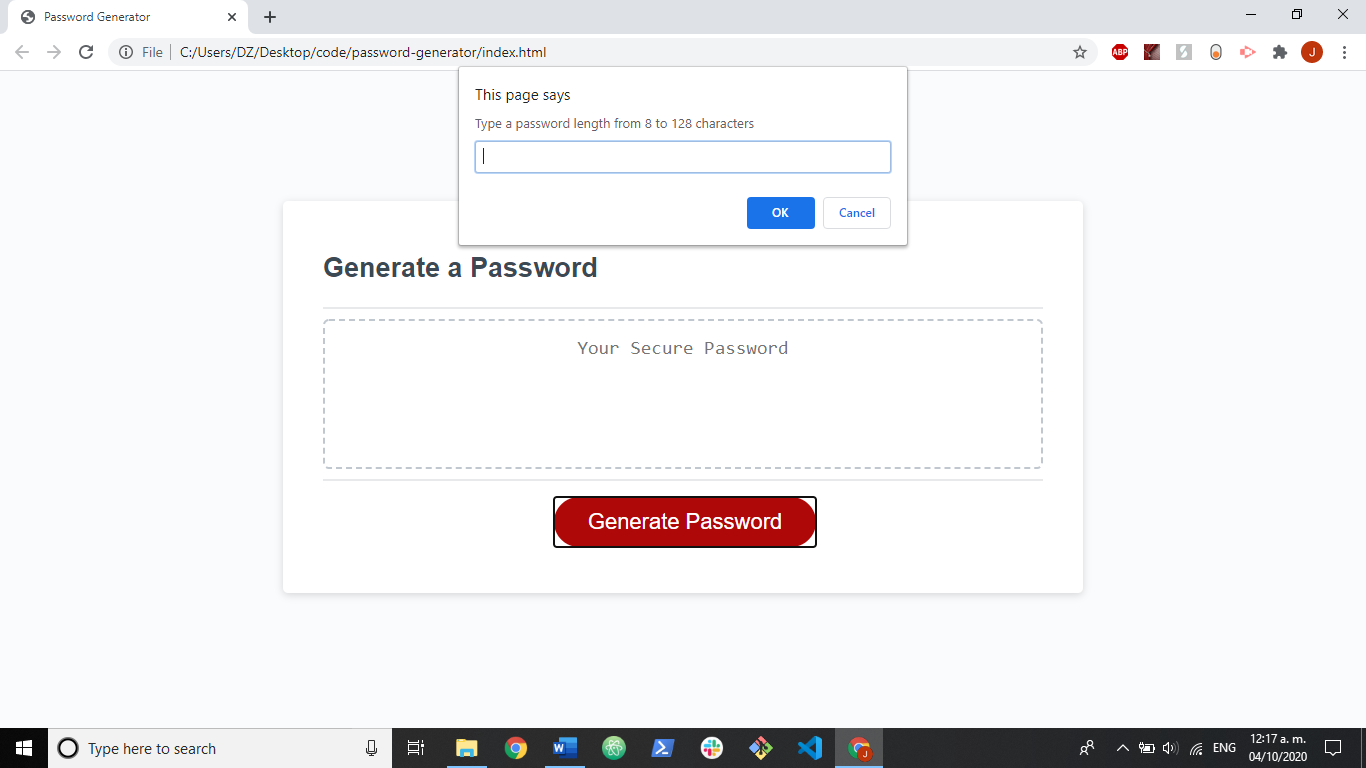 Password Generator
File
C:/Users/DZ/Desktop/code/password-generator/index.html
ABP
J
This page says
Type a password length from 8 to 128 characters
OK
Cancel
Generate a Password
Your Secure Password
Generate Password
Type here to search
W
J
ENG
12:17 a. m.
04/10/2020